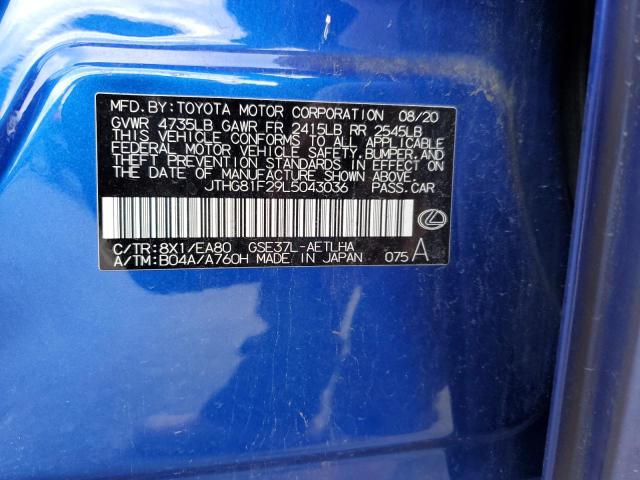 MFD.BY:TOYOTA MOTOR CORPORATION 08/20
GVWR 4735LB GAWR FR 2415LB RR 2545LB
THIS VEHICLE CONFORMS TO ALL APPLICABLE
FEDERAL MOTOR VEHICLE SAFETY,BUMPER,AND
THEFT PREVENTION STANDARDS IN EFFECT ON
THE DATE OF MANUFACTURE SHOWN ABOVE.
JTHG81F29L5043036 PASS.CAR
C/TR:8X1/EA80 GSE37L-AETLHA
A/TM:B04A/A760H MADE IN JAPAN 075 A